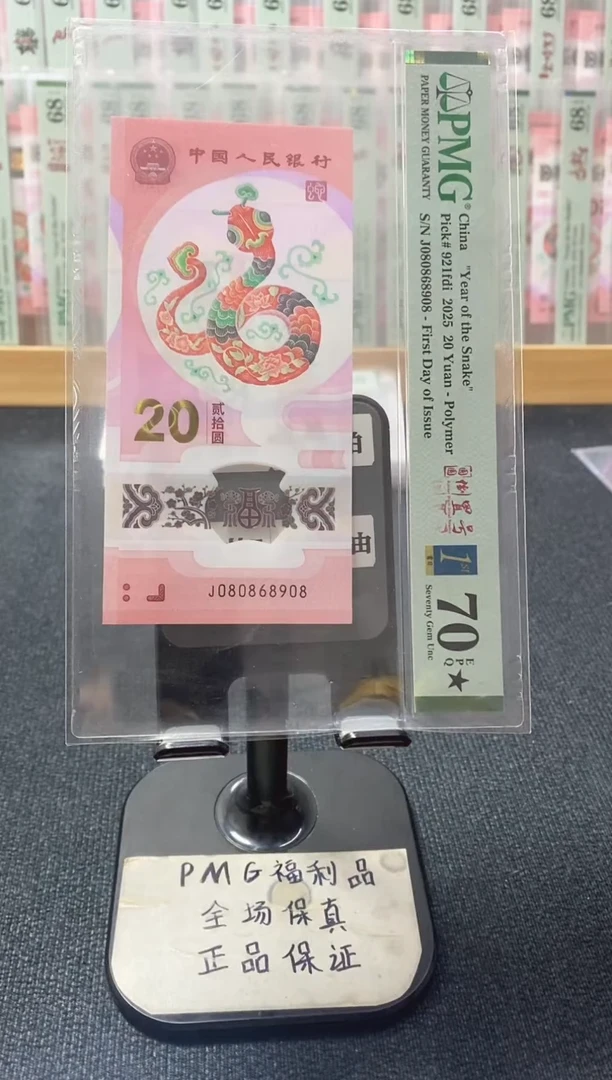 中国人民银行
20
贰拾圆
J080868908
PMG®
PAPER MONEY GUARANTY
China "Year of the Snake"
Pick# 921fdi 2025 20 Yuan - Polymer
S/N J080868908 - First Day of Issue
1ST
70 EPQ★
Seventy Gem Unc
PMG福利品
全场保真
正品保证